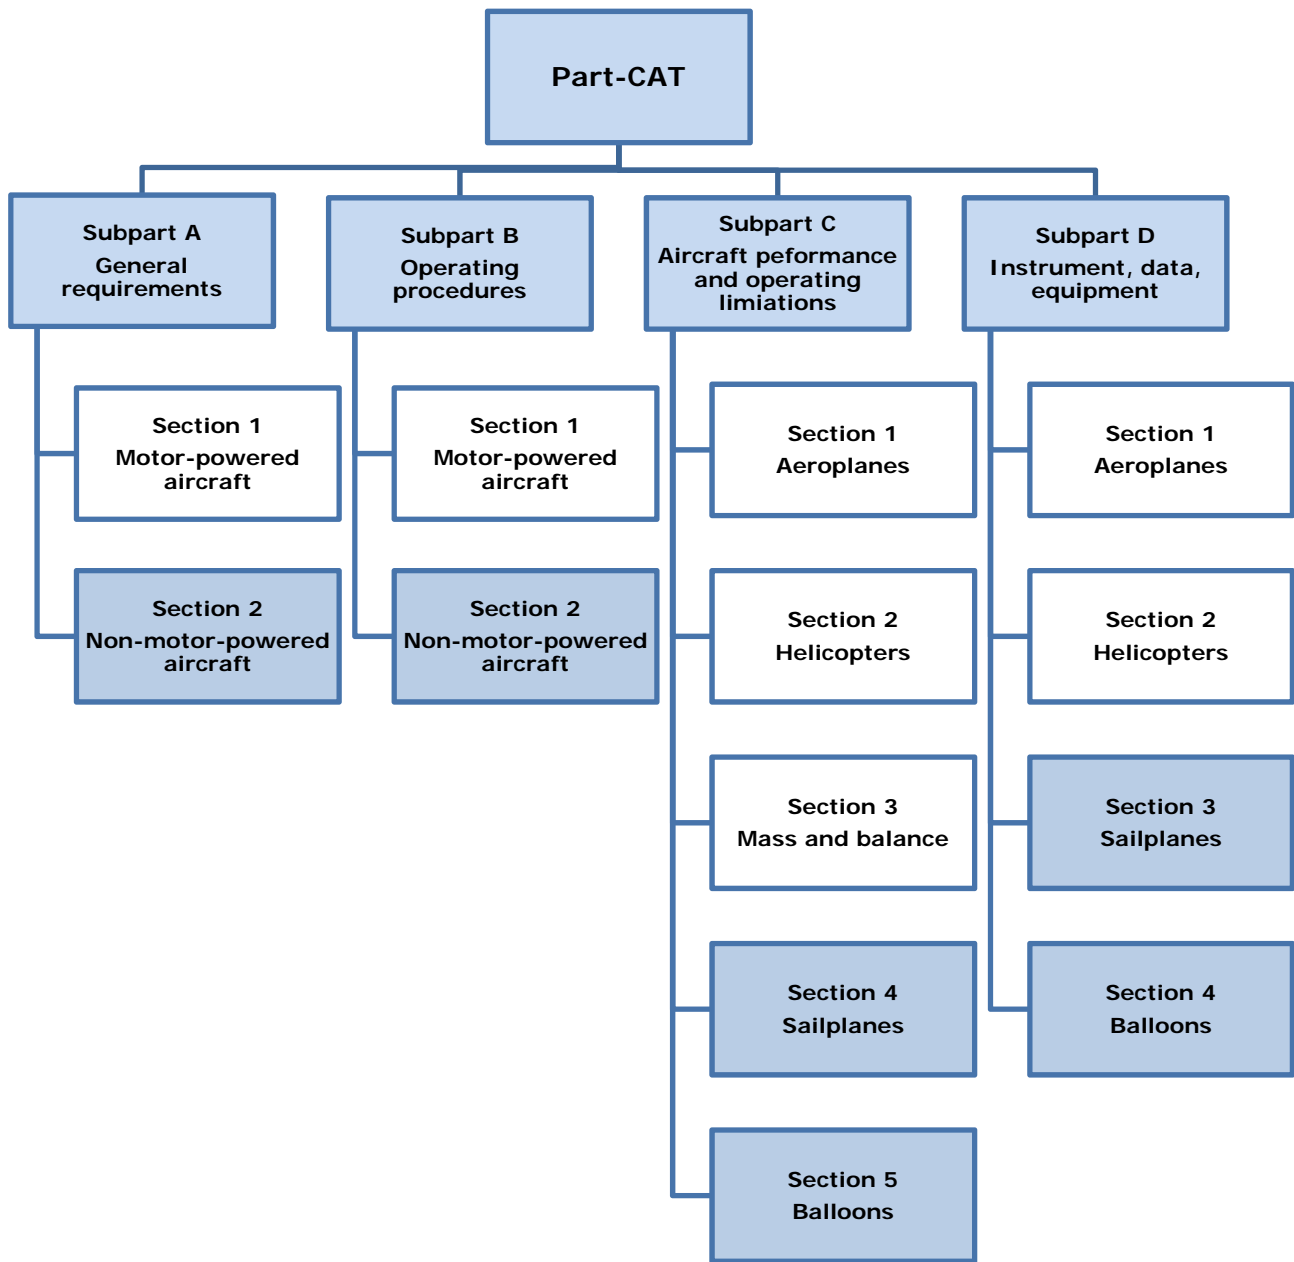 Part-CAT
Subpart A
General
requirements
Section 1
Motor-powered
aircraft
Section 2
Non-motor-powered
aircraft
Subpart B
Operating
procedures
Section 1
Motor-powered
aircraft
Section 2
Non-motor-powered
aircraft
Subpart C
Aircraft peformance
and operating
limiations
Section 1
Aeroplanes
Section 2
Helicopters
Section 3
Mass and balance
Section 4
Sailplanes
Section 5
Balloons
Subpart D
Instrument, data,
equipment
Section 1
Aeroplanes
Section 2
Helicopters
Section 3
Sailplanes
Section 4
Balloons